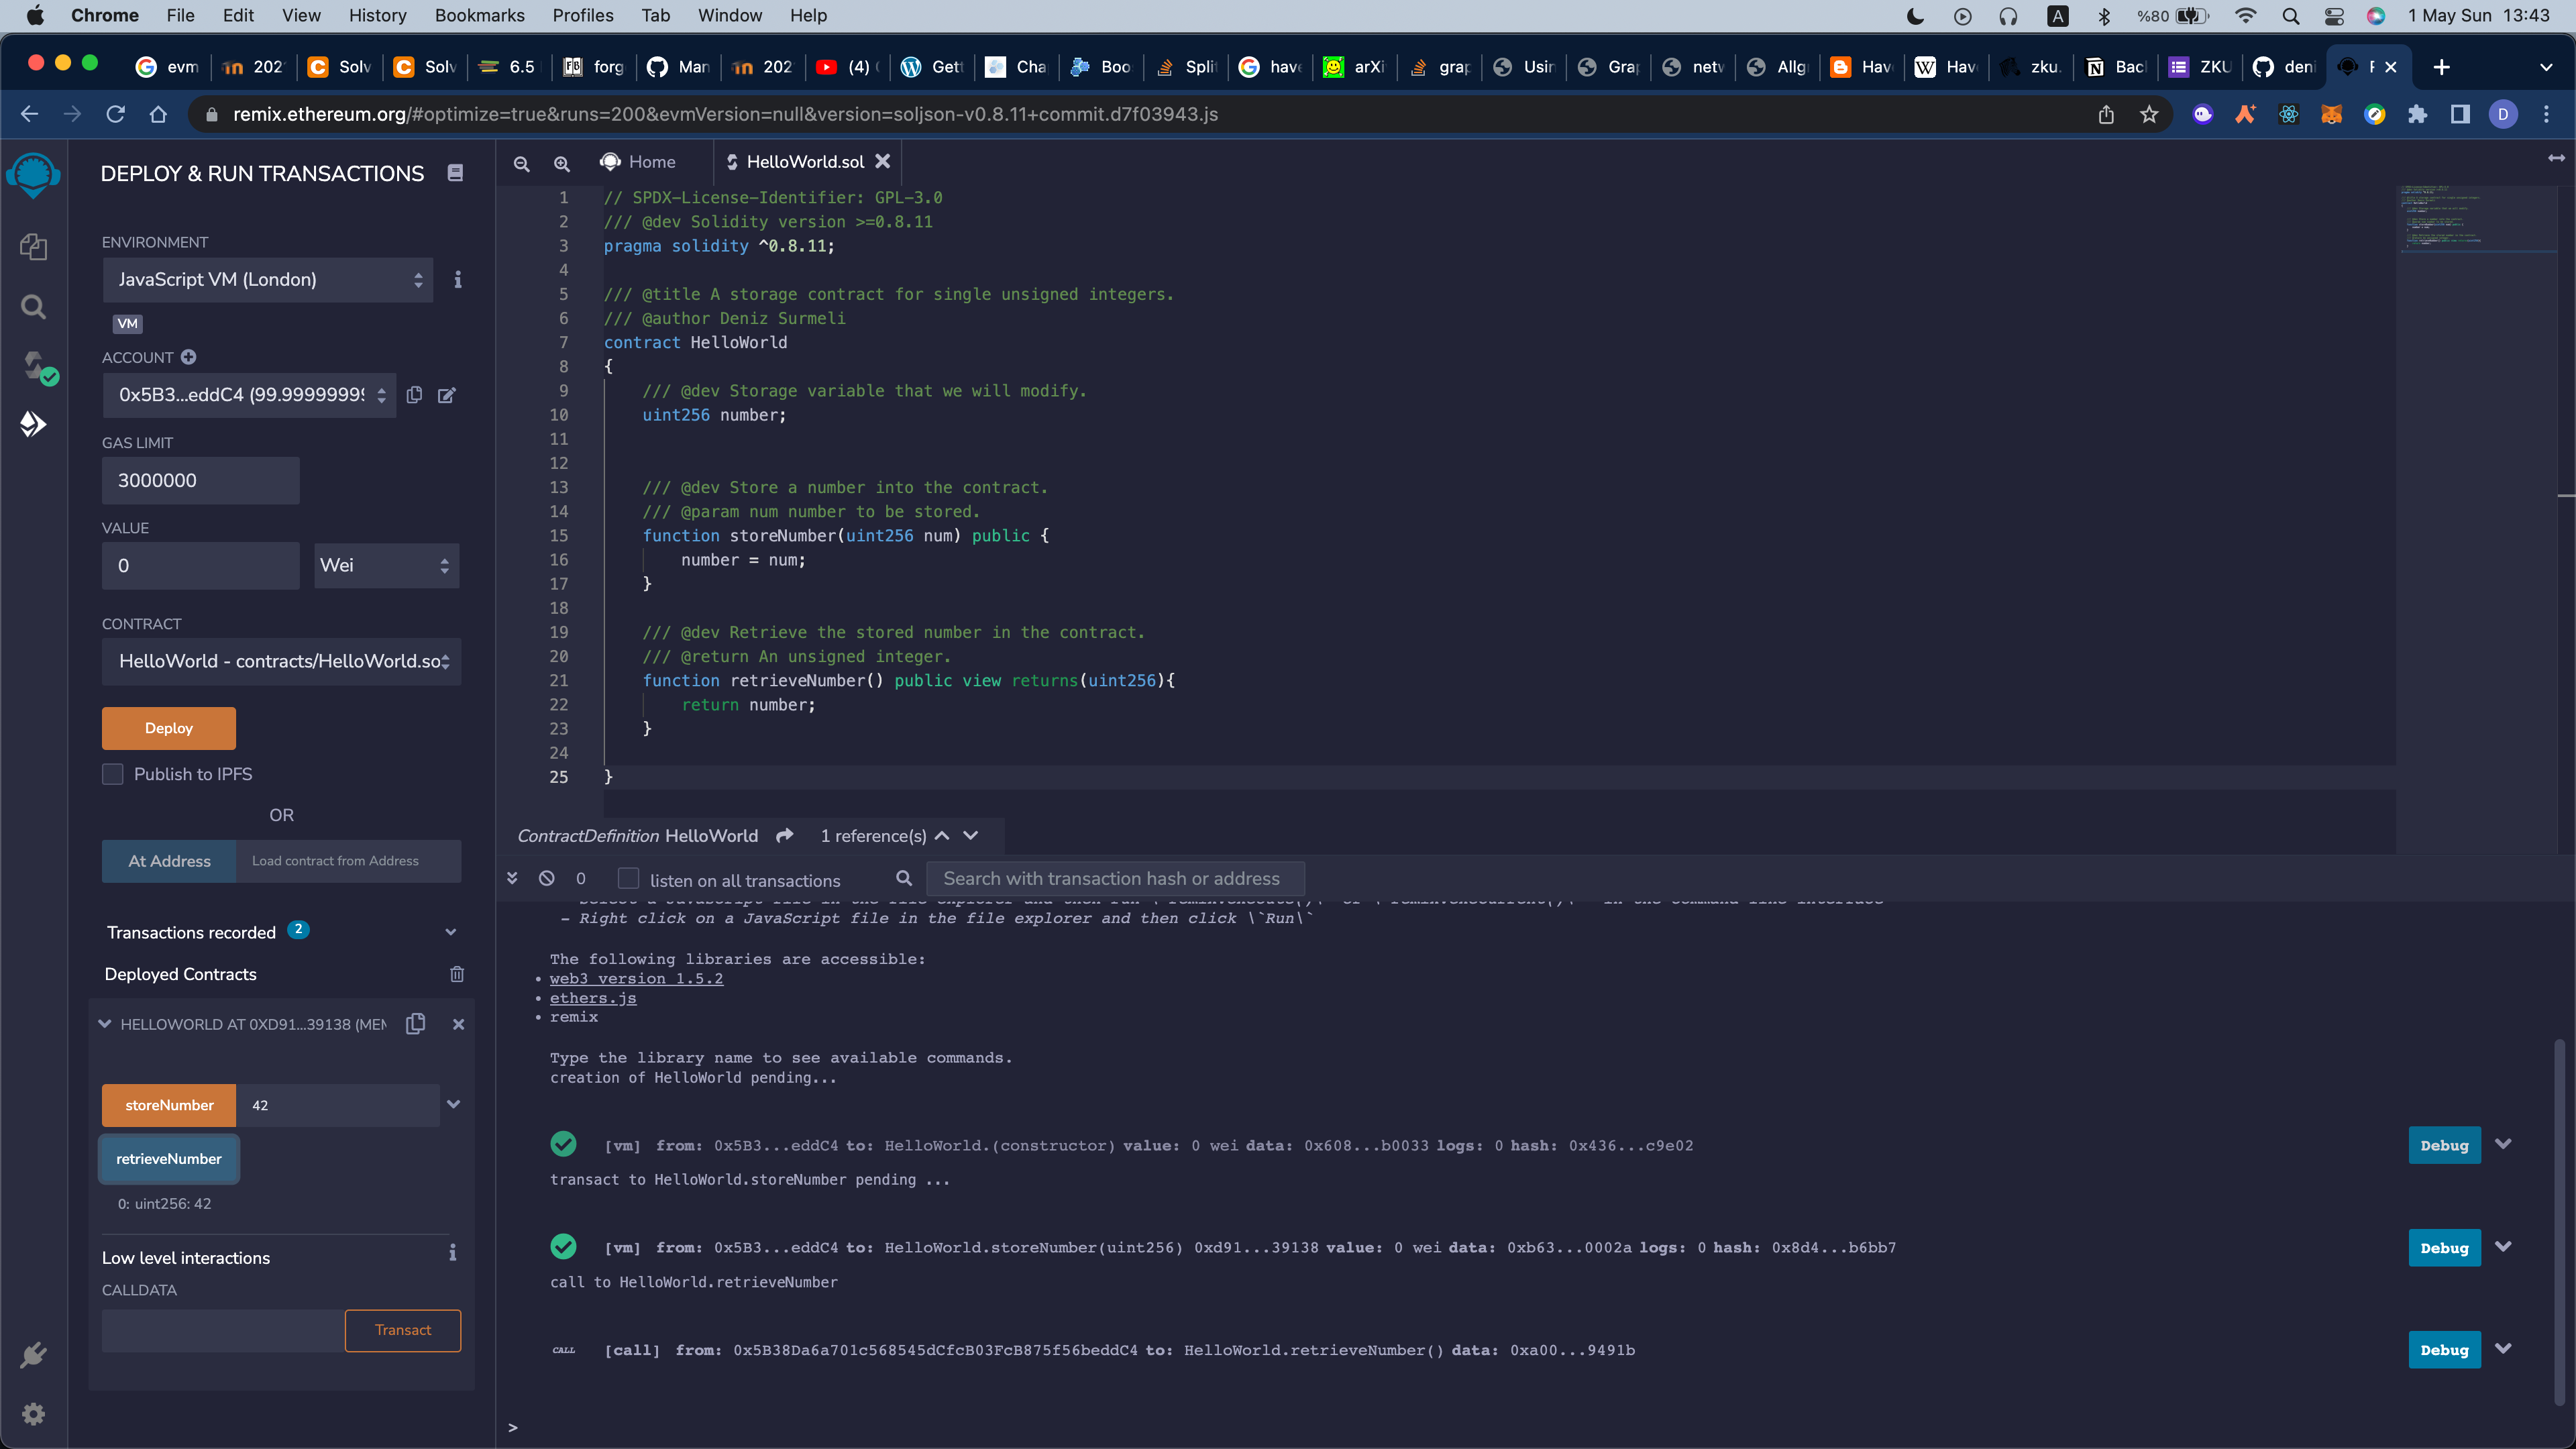 Chrome File Edit View History Bookmarks Profiles Tab Window Help A %80 1 May Sun 13:43
evm 202 Solv Solv 6.5 forg Man 202 (4) Gett Cha Boo Split have arXi grap Usin Grap netw Allg Have Have zku. Bac ZKU deni
remix.ethereum.org/#optimize=true&runs=200&evmVersion=null&version=soljson-v0.8.11+commit.d7f03943.js D
DEPLOY & RUN TRANSACTIONS
ENVIRONMENT
JavaScript VM (London)
VM
ACCOUNT
0x5B3...eddC4 (99.9999999
GAS LIMIT
3000000
VALUE
0 Wei
CONTRACT
HelloWorld - contracts/HelloWorld.so
Deploy
Publish to IPFS
OR
At Address Load contract from Address
Transactions recorded 2
Deployed Contracts
HELLOWORLD AT 0XD91...39138 (MEM
storeNumber 42
retrieveNumber
0: uint256: 42
Low level interactions
CALLDATA
Transact
Home HelloWorld.sol
1 // SPDX-License-Identifier: GPL-3.0
2 /// @dev Solidity version >=0.8.11
3 pragma solidity ^0.8.11;
4
5 /// @title A storage contract for single unsigned integers.
6 /// @author Deniz Surmeli
7 contract HelloWorld
8 {
9 /// @dev Storage variable that we will modify.
10 uint256 number;
11
12
13 /// @dev Store a number into the contract.
14 /// @param num number to be stored.
15 function storeNumber(uint256 num) public {
16 number = num;
17 }
18
19 /// @dev Retrieve the stored number in the contract.
20 /// @return An unsigned integer.
21 function retrieveNumber() public view returns(uint256){
22 return number;
23 }
24
25 }
ContractDefinition HelloWorld 1 reference(s)
0 listen on all transactions Search with transaction hash or address
- Right click on a JavaScript file in the file explorer and then click \`Run\`
The following libraries are accessible:
• web3 version 1.5.2
• ethers.js
• remix
Type the library name to see available commands.
creation of HelloWorld pending...
[vm] from: 0x5B3...eddC4 to: HelloWorld.(constructor) value: 0 wei data: 0x608...b0033 logs: 0 hash: 0x436...c9e02 Debug
transact to HelloWorld.storeNumber pending ...
[vm] from: 0x5B3...eddC4 to: HelloWorld.storeNumber(uint256) 0xd91...39138 value: 0 wei data: 0xb63...0002a logs: 0 hash: 0x8d4...b6bb7 Debug
call to HelloWorld.retrieveNumber
CALL [call] from: 0x5B38Da6a701c568545dCfcB03FcB875f56beddC4 to: HelloWorld.retrieveNumber() data: 0xa00...9491b Debug
>